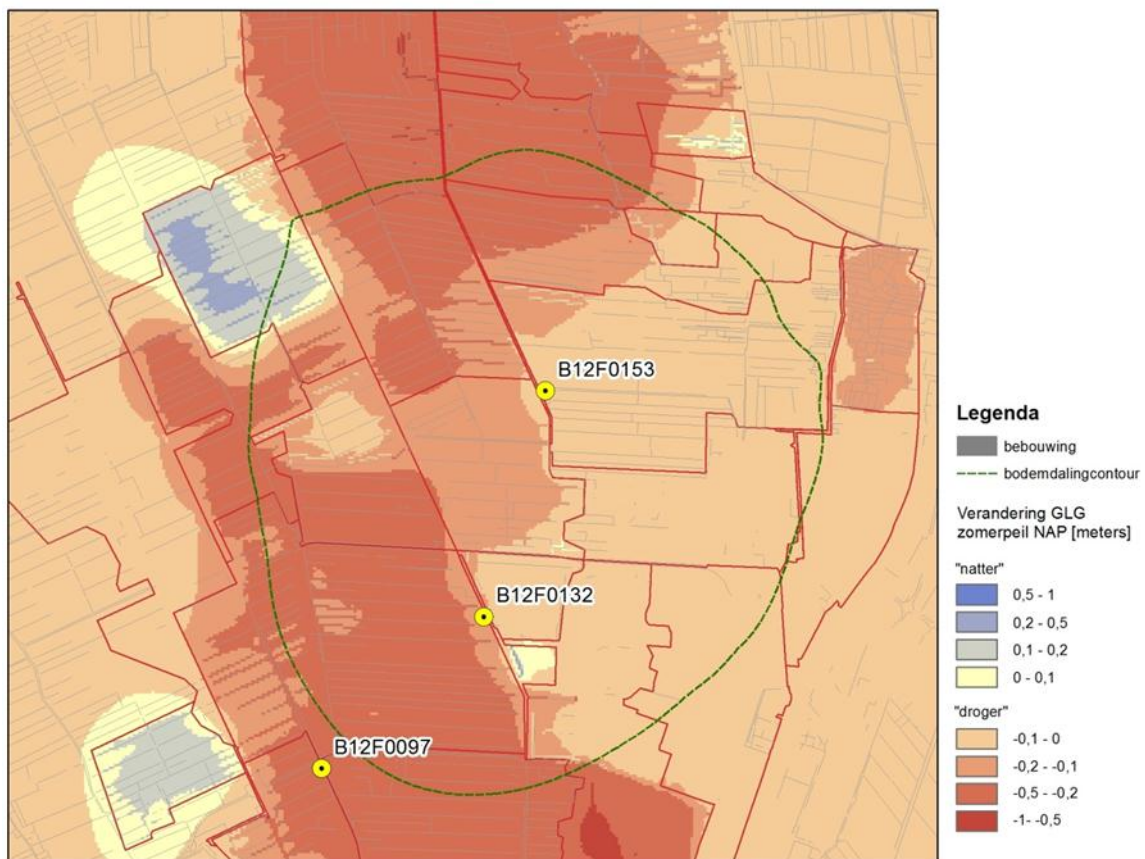 B12F0153
B12F0132
B12F0097
Legenda
bebouwing
bodemdalingcontour
Verandering GLG
zomerpeil NAP [meters]
"natter"
0,5 - 1
0,2 - 0,5
0,1 - 0,2
0 - 0,1
"droger"
-0,1 - 0
-0,2 - -0,1
-0,5 - -0,2
-1- -0,5